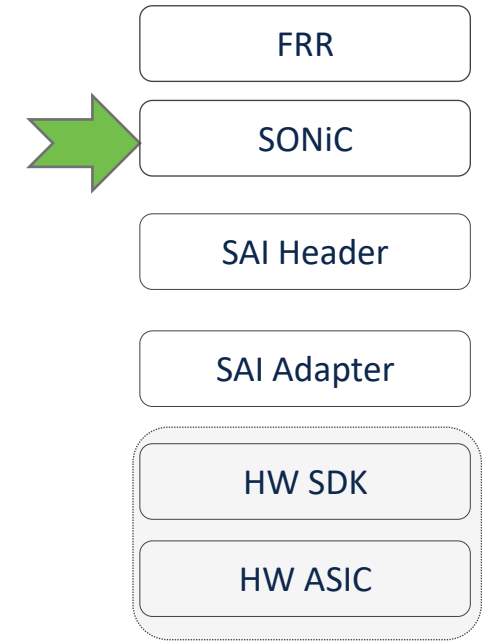 FRR
SONiC
SAI Header
SAI Adapter
HW SDK
HW ASIC